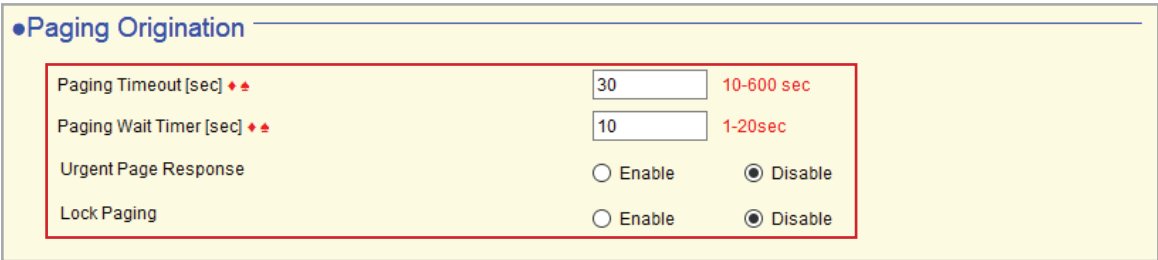 ●Paging Origination
Paging Timeout [sec] ♦♠ 30 10-600 sec
Paging Wait Timer [sec] ♦♠ 10 1-20sec
Urgent Page Response Enable Disable
Lock Paging Enable Disable